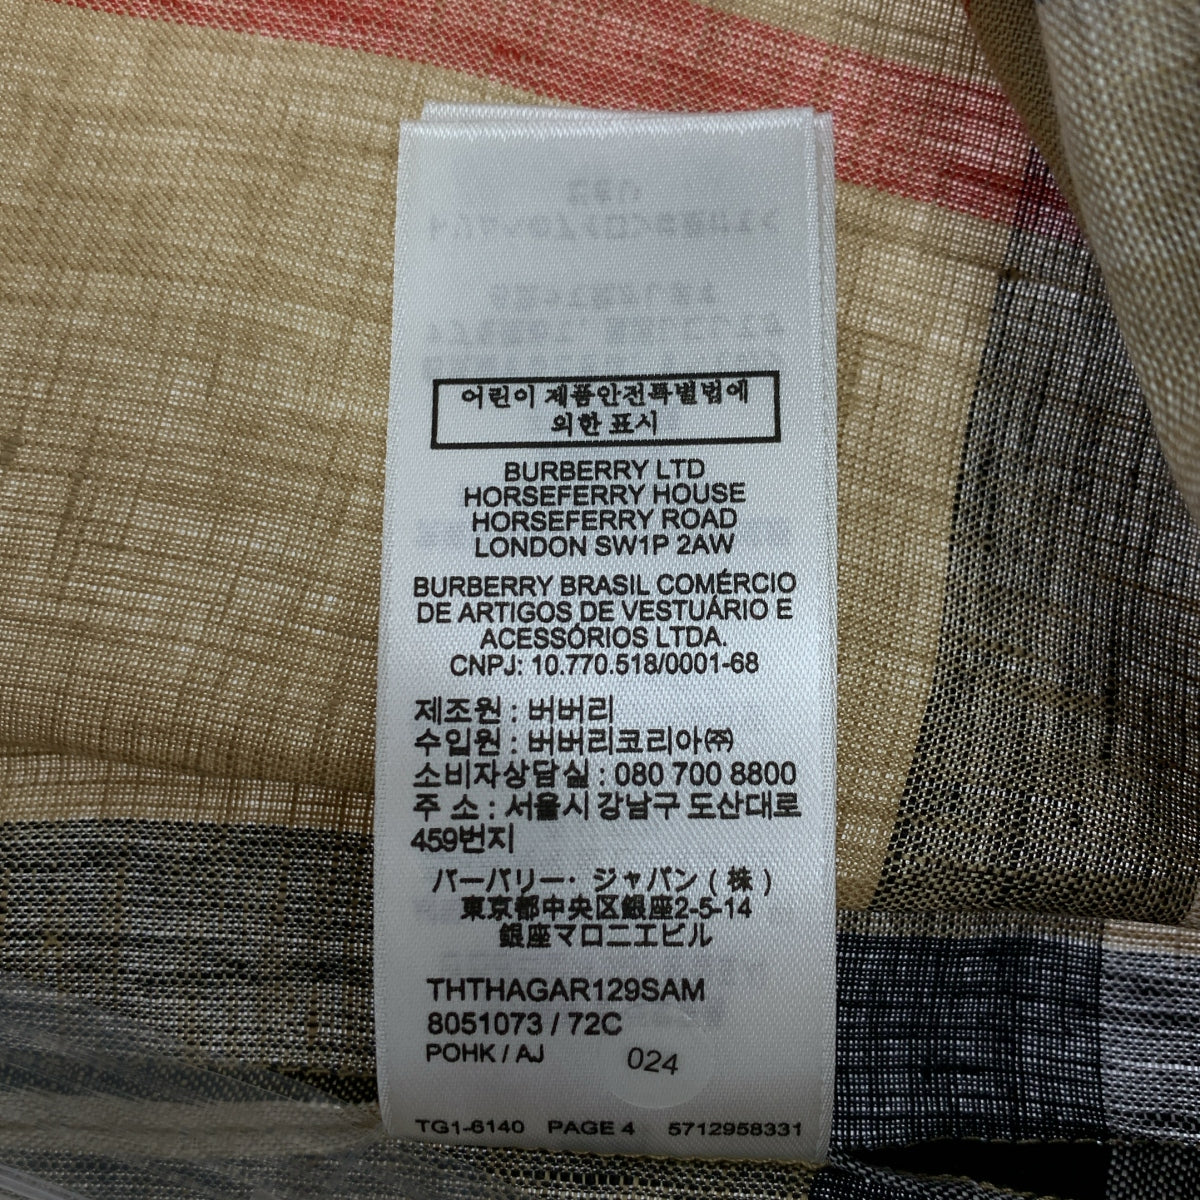 어린이 제품안전특별법에
의한 표시
BURBERRY LTD
HORSEFERRY HOUSE
HORSEFERRY ROAD
LONDON SW1P 2AW
BURBERRY BRASIL COMÉRCIO
DE ARTIGOS DE VESTUÁRIO E
ACESSÓRIOS LTDA.
CNPJ: 10.770.518/0001-68
제조원 : 버버리
수입원 : 버버리코리아㈜
소비자상담실 : 080 700 8800
주 소 : 서울시 강남구 도산대로
459번지
バーバリー・ジャパン ( 株 )
東京都中央区銀座2-5-14
銀座マロニエビル
THTHAGAR129SAM
8051073 / 72C
POHK / AJ
024
TG1-6140 PAGE 4 5712958331